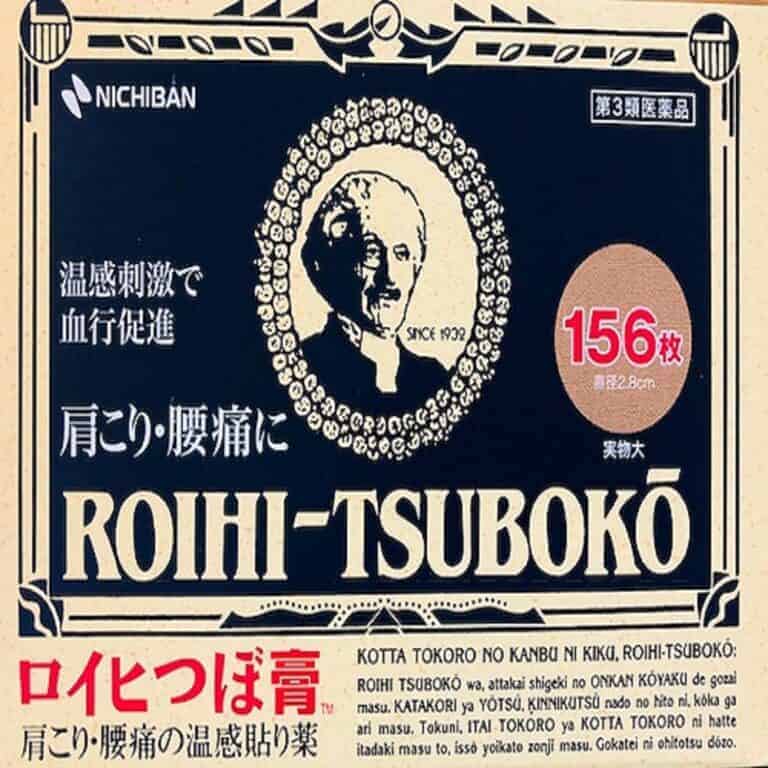 NICHIBAN
第3類医薬品
温感刺激で
血行促進
SINCE 1932
156枚
直径2.8cm
実物大
肩こり・腰痛に
ROIHI-TSUBOKŌ
ロイヒつぼ膏™
肩こり・腰痛の温感貼り薬
KOTTA TOKORO NO KANBU NI KIKU, ROIHI-TSUBOKŌ:
ROIHI TSUBOKŌ wa, attakai shigeki no ONKAN KŌYAKU de gozai
masu. KATAKORI ya YŌTSŪ, KINNIKUTSŪ nado no hito ni, kōka ga
ari masu. Tokuni, ITAI TOKORO ya KOTTA TOKORO ni hatte
itadaki masu to, issō yoikato zonji masu. Gokatei ni ohitotsu dōzo.